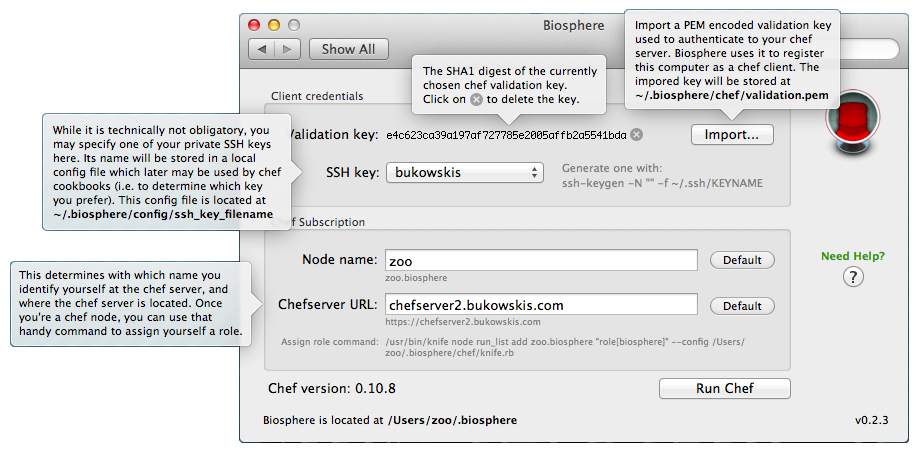 Biosphere
Show All
Import a PEM encoded validation key
used to authenticate to your chef
server. Biosphere uses it to register
this computer as a chef client. The
impored key will be stored at
~/.biosphere/chef/validation.pem
The SHA1 digest of the currently
chosen chef validation key.
Click on to delete the key.
Client credentials
Validation key: e4c623ca39a197af727785e2005affb2a5541bda
Import...
While it is technically not obligatory, you
may specify one of your private SSH keys
here. Its name will be stored in a local
config file which later may be used by chef
cookbooks (i.e. to determine which key
you prefer). This config file is located at
~/.biosphere/config/ssh_key_filename
SSH key: bukowskis
Generate one with:
ssh-keygen -N "" -f ~/.ssh/KEYNAME
Chef Subscription
Node name: zoo
Default
zoo.biosphere
Need Help?
?
This determines with which name you
identify yourself at the chef server, and
where the chef server is located. Once
you're a chef node, you can use that
handy command to assign yourself a role.
Chefserver URL: chefserver2.bukowskis.com
Default
https://chefserver2.bukowskis.com
Assign role command: /usr/bin/knife node run_list add zoo.biosphere "role[biosphere]" --config /Users/
zoo/.biosphere/chef/knife.rb
Chef version: 0.10.8
Run Chef
Biosphere is located at /Users/zoo/.biosphere
v0.2.3